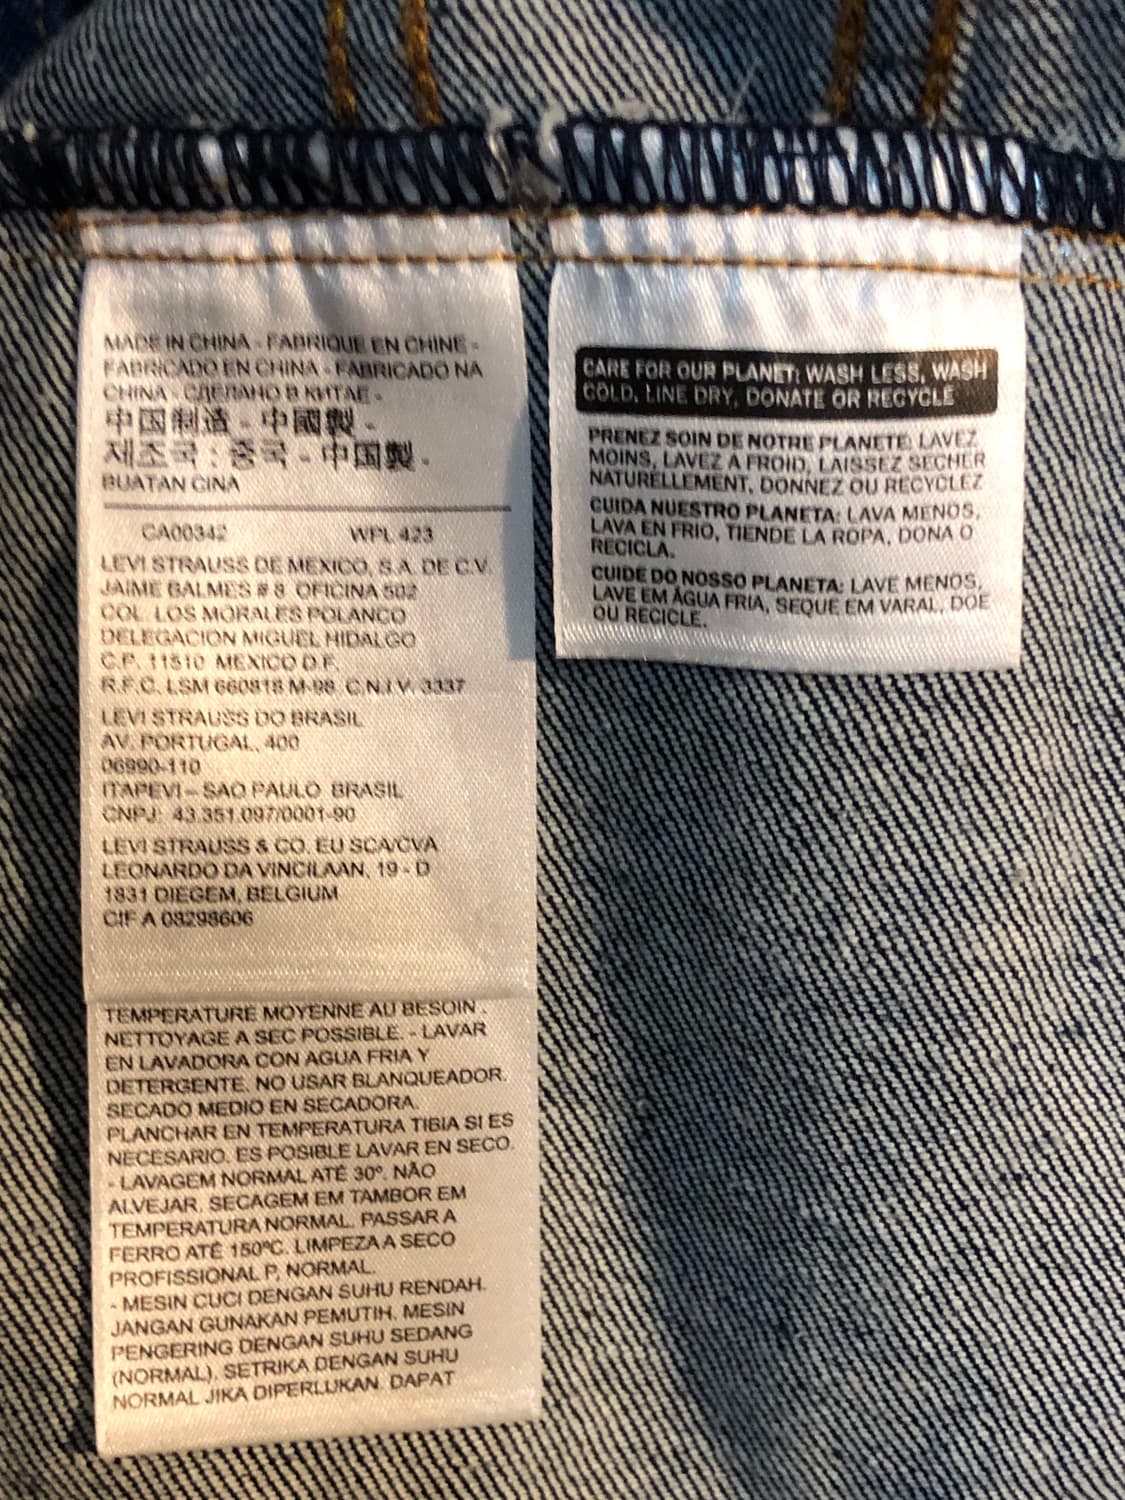 MADE IN CHINA - FABRIQUE EN CHINE -
FABRICADO EN CHINA - FABRICADO NA
CHINA - СДЕЛАНО В КИТАЕ -
中国制造 - 中國製 -
제조국 : 중국 - 中国製 -
BUATAN CINA
CA00342 WPL 423
LEVI STRAUSS DE MEXICO, S.A. DE C.V.
JAIME BALMES # 8 OFICINA 502
COL. LOS MORALES POLANCO
DELEGACION MIGUEL HIDALGO
C.P. 11510 MEXICO D.F.
R.F.C. LSM 660818 M-98 C.N.I.V. 3337
LEVI STRAUSS DO BRASIL
AV. PORTUGAL, 400
06990-110
ITAPEVI – SAO PAULO BRASIL
CNPJ: 43.351.097/0001-90
LEVI STRAUSS & CO. EU SCA/CVA
LEONARDO DA VINCILAAN, 19 - D
1831 DIEGEM, BELGIUM
CIF A 08298606
TEMPERATURE MOYENNE AU BESOIN.
NETTOYAGE A SEC POSSIBLE. - LAVAR
EN LAVADORA CON AGUA FRIA Y
DETERGENTE. NO USAR BLANQUEADOR.
SECADO MEDIO EN SECADORA.
PLANCHAR EN TEMPERATURA TIBIA SI ES
NECESARIO. ES POSIBLE LAVAR EN SECO.
- LAVAGEM NORMAL ATÉ 30º. NÃO
ALVEJAR. SECAGEM EM TAMBOR EM
TEMPERATURA NORMAL. PASSAR A
FERRO ATÉ 150ºC. LIMPEZA A SECO
PROFISSIONAL P, NORMAL.
- MESIN CUCI DENGAN SUHU RENDAH.
JANGAN GUNAKAN PEMUTIH. MESIN
PENGERING DENGAN SUHU SEDANG
(NORMAL). SETRIKA DENGAN SUHU
NORMAL JIKA DIPERLUKAN. DAPAT
CARE FOR OUR PLANET: WASH LESS, WASH
COLD, LINE DRY, DONATE OR RECYCLE
PRENEZ SOIN DE NOTRE PLANETE: LAVEZ
MOINS, LAVEZ A FROID, LAISSEZ SECHER
NATURELLEMENT, DONNEZ OU RECYCLEZ
CUIDA NUESTRO PLANETA: LAVA MENOS,
LAVA EN FRIO, TIENDE LA ROPA, DONA O
RECICLA.
CUIDE DO NOSSO PLANETA: LAVE MENOS,
LAVE EM ÁGUA FRIA, SEQUE EM VARAL, DOE
OU RECICLE.